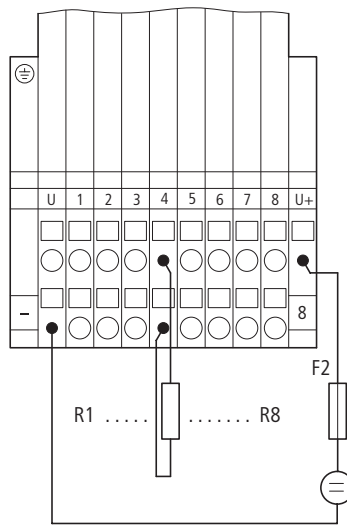 U 1 2 3 4 5 6 7 8 U+
– 8
F2
R1 ..... ....... R8